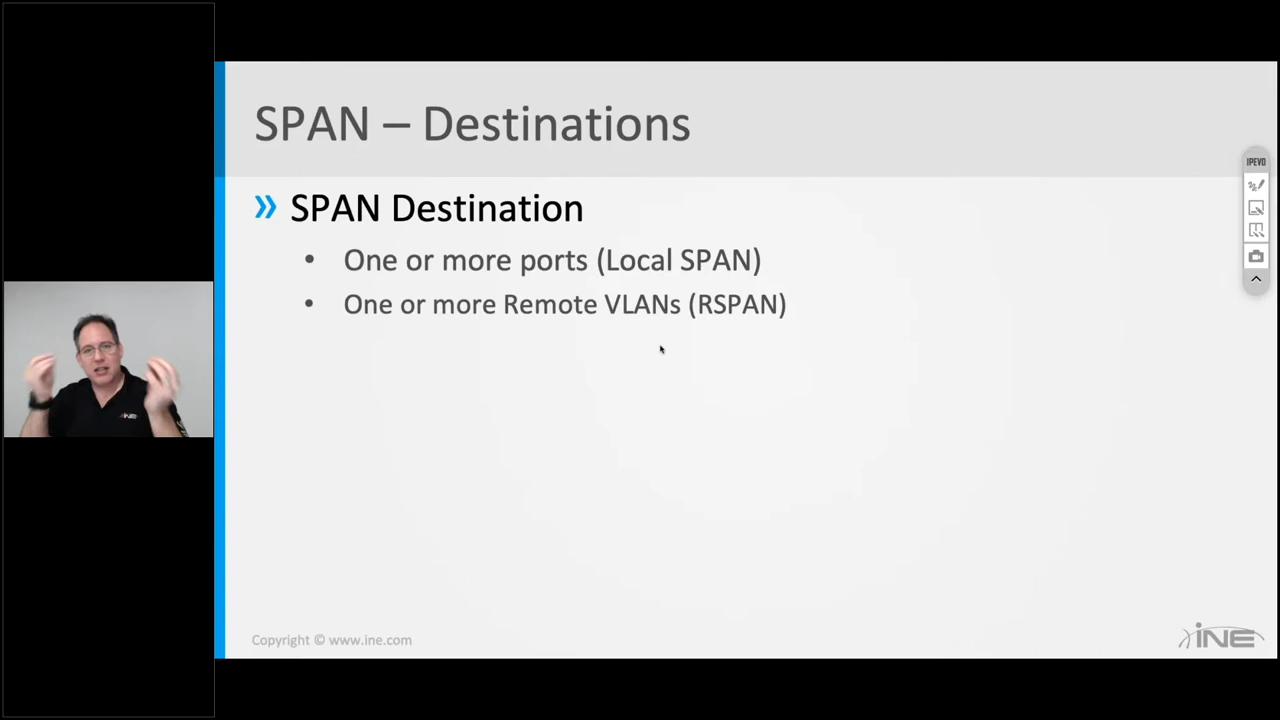 SPAN – Destinations
IPEVO
» SPAN Destination
• One or more ports (Local SPAN)
• One or more Remote VLANs (RSPAN)
iNE
Copyright © www.ine.com
iNE